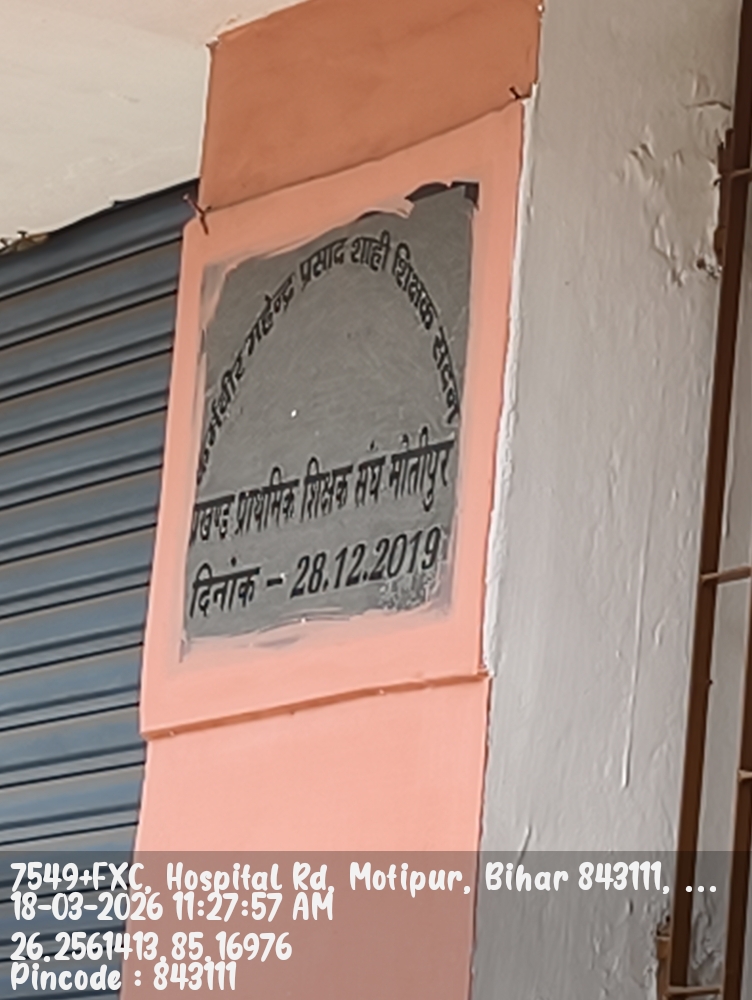 कर्मवीर महेन्द्र प्रसाद शाही शिक्षक सदन
प्रखण्ड प्राथमिक शिक्षक संघ मोतीपुर
दिनांक – 28.12.2019
7549+FXC, Hospital Rd, Motipur, Bihar 843111, ...
18-03-2026 11:27:57 AM
26.2561413,85.16976
Pincode : 843111